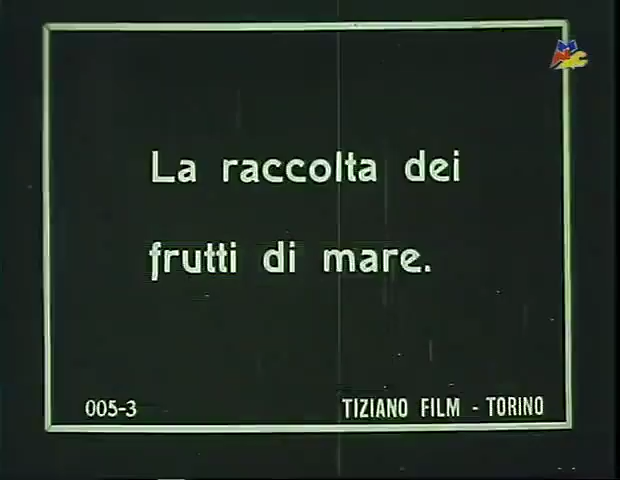 La raccolta dei
frutti di mare.
005-3
TIZIANO FILM - TORINO